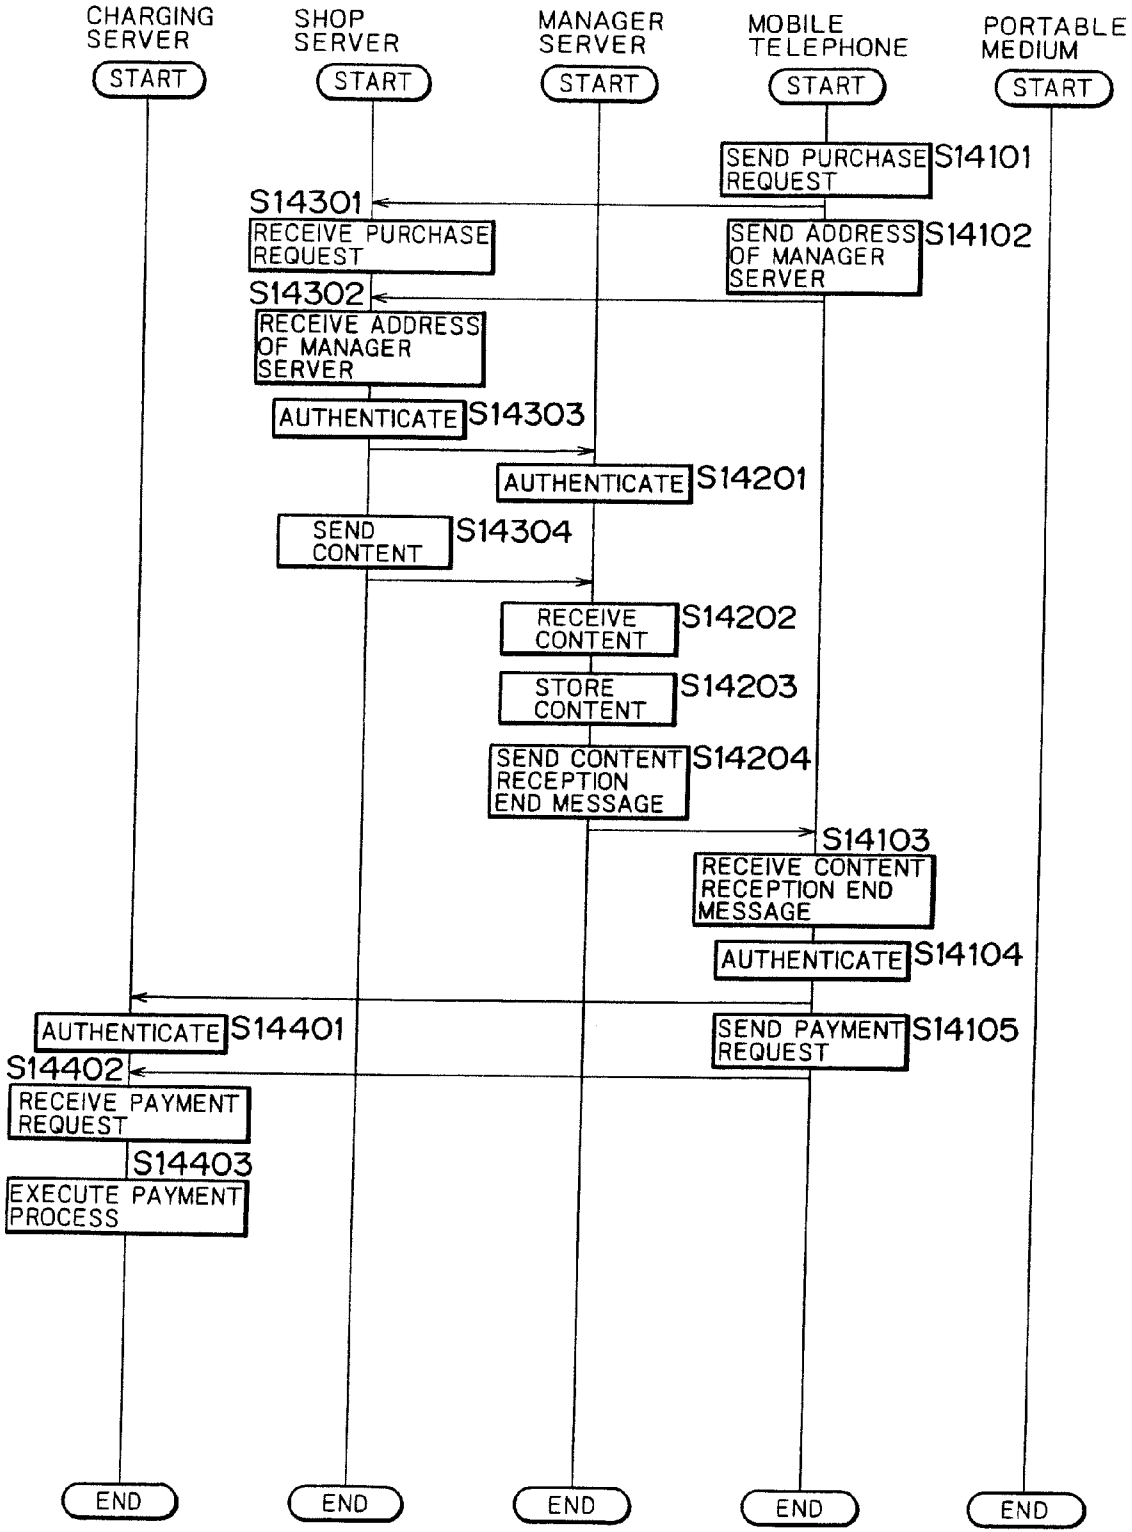 CHARGING
SERVER
SHOP
SERVER
MANAGER
SERVER
MOBILE
TELEPHONE
PORTABLE
MEDIUM
START
START
START
START
START
SEND PURCHASE
REQUEST
S14101
S14301
RECEIVE PURCHASE
REQUEST
SEND ADDRESS
OF MANAGER
SERVER
S14102
S14302
RECEIVE ADDRESS
OF MANAGER
SERVER
AUTHENTICATE
S14303
AUTHENTICATE
S14201
SEND
CONTENT
S14304
RECEIVE
CONTENT
S14202
STORE
CONTENT
S14203
SEND CONTENT
RECEPTION
END MESSAGE
S14204
S14103
RECEIVE CONTENT
RECEPTION END
MESSAGE
AUTHENTICATE
S14104
AUTHENTICATE
S14401
SEND PAYMENT
REQUEST
S14105
S14402
RECEIVE PAYMENT
REQUEST
S14403
EXECUTE PAYMENT
PROCESS
END
END
END
END
END